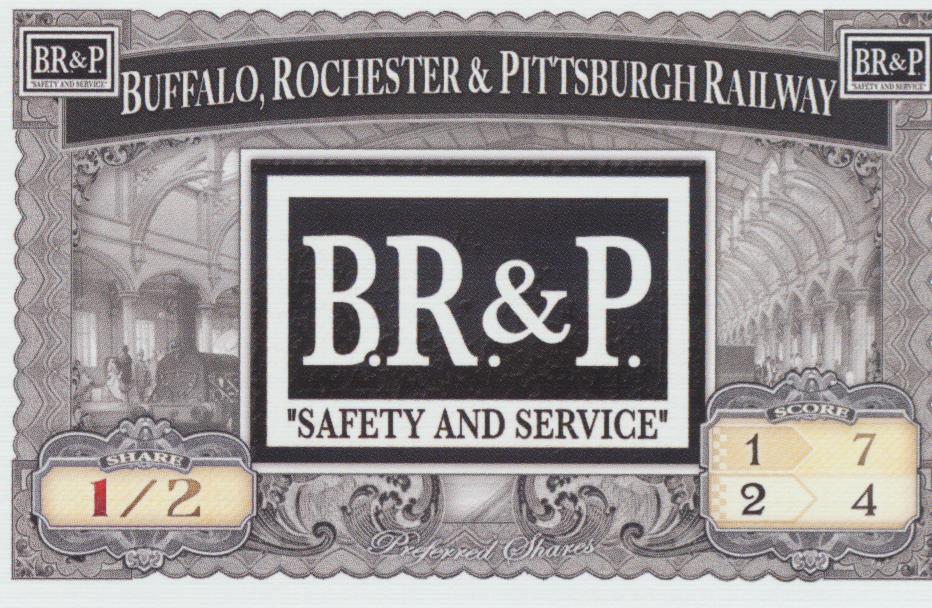 BR&P.
"SAFETY AND SERVICE"
BUFFALO, ROCHESTER & PITTSBURGH RAILWAY
BR&P.
"SAFETY AND SERVICE"
B.R.&P.
"SAFETY AND SERVICE"
SHARE
1/2
SCORE
1 7
2 4
Preferred Shares